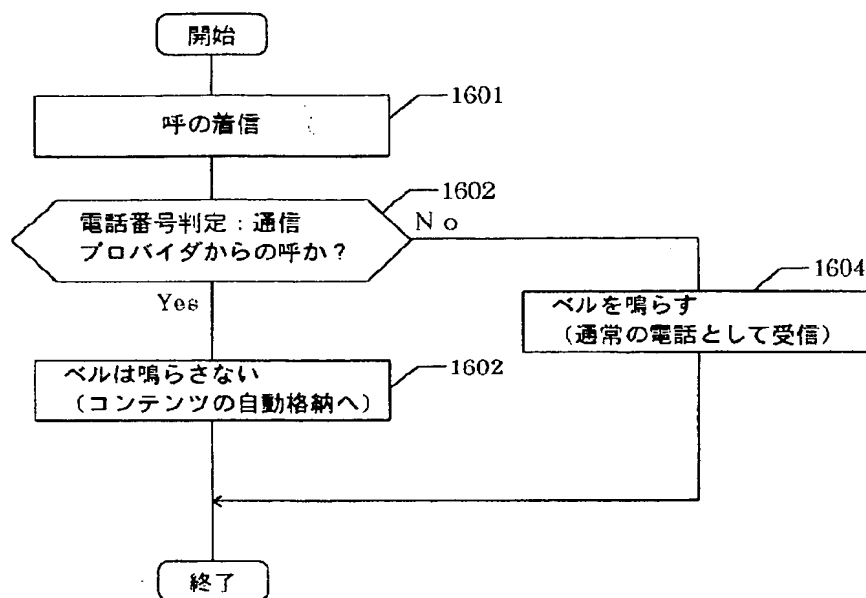 開始
呼の着信
1601
電話番号判定：通信
プロバイダからの呼か？
1602
No
Yes
ベルを鳴らす
（通常の電話として受信）
1604
ベルは鳴らさない
（コンテンツの自動格納へ）
1602
終了